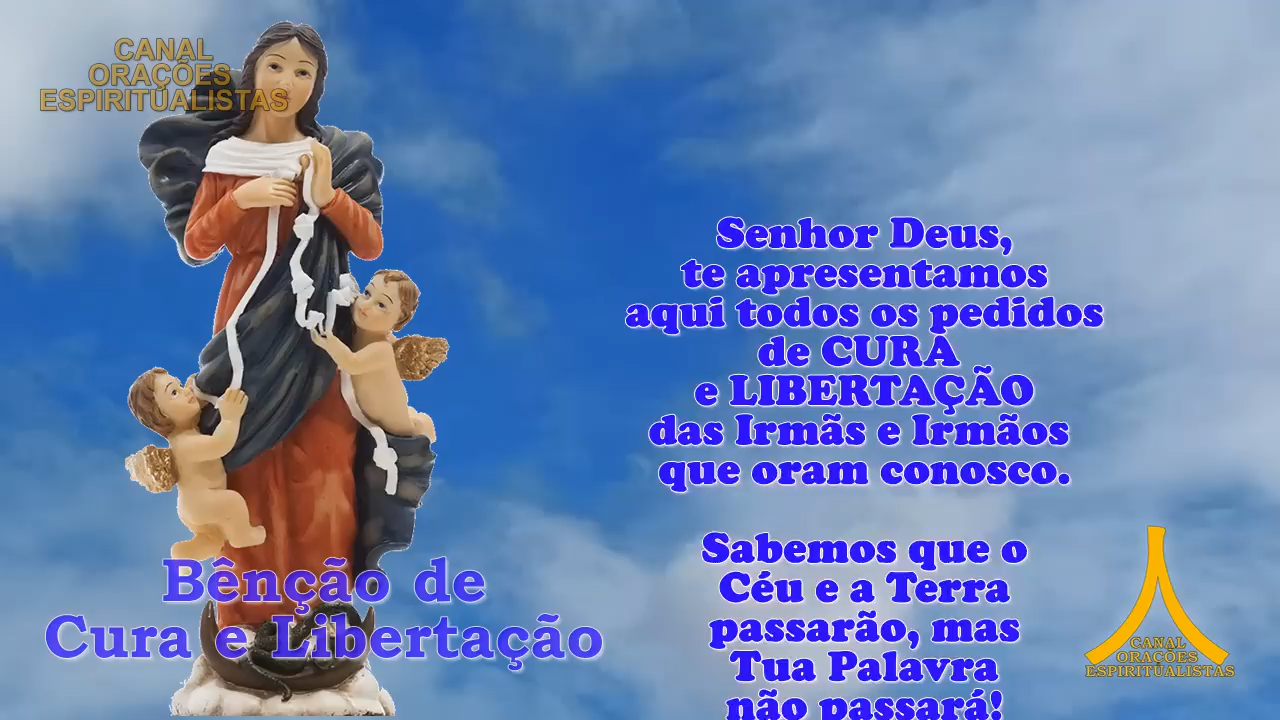 CANAL
ORAÇÕES
ESPIRITUALISTAS
Senhor Deus,
te apresentamos
aqui todos os pedidos
de CURA
e LIBERTAÇÃO
das Irmãs e Irmãos
que oram conosco.
Sabemos que o
Céu e a Terra
passarão, mas
Tua Palavra
não passará!
Bênção de
Cura e Libertação
CANAL
ORAÇÕES
ESPIRITUALISTAS